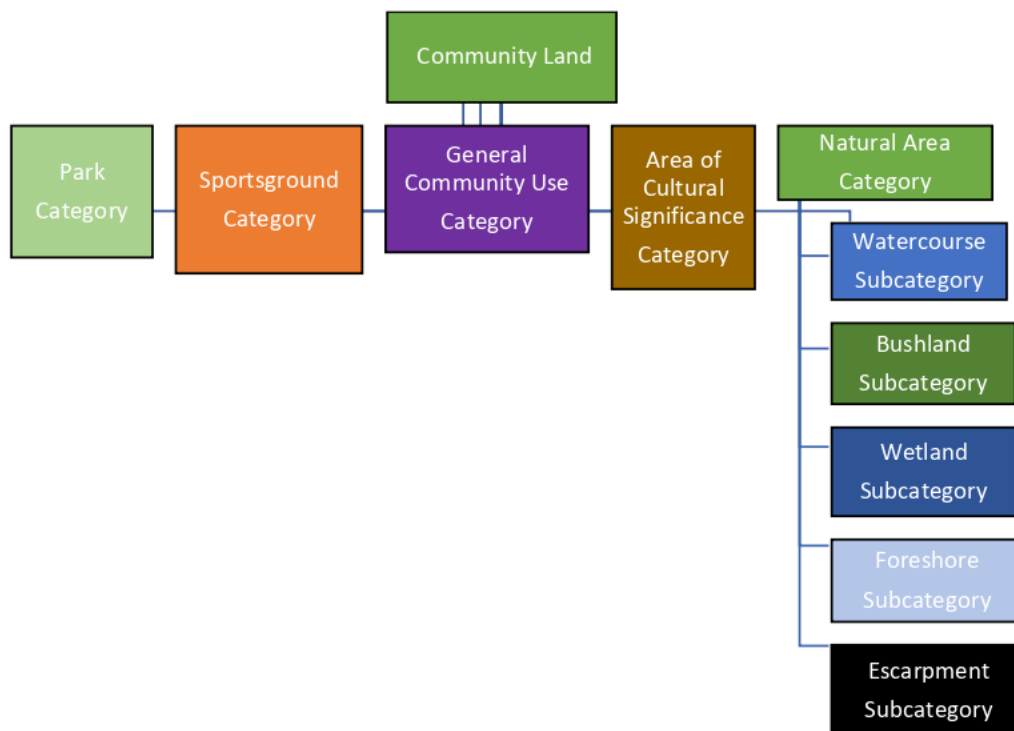 Community Land
Park
Category
Sportsground
Category
General
Community Use
Category
Area of
Cultural
Significance
Category
Natural Area
Category
Watercourse
Subcategory
Bushland
Subcategory
Wetland
Subcategory
Foreshore
Subcategory
Escarpment
Subcategory